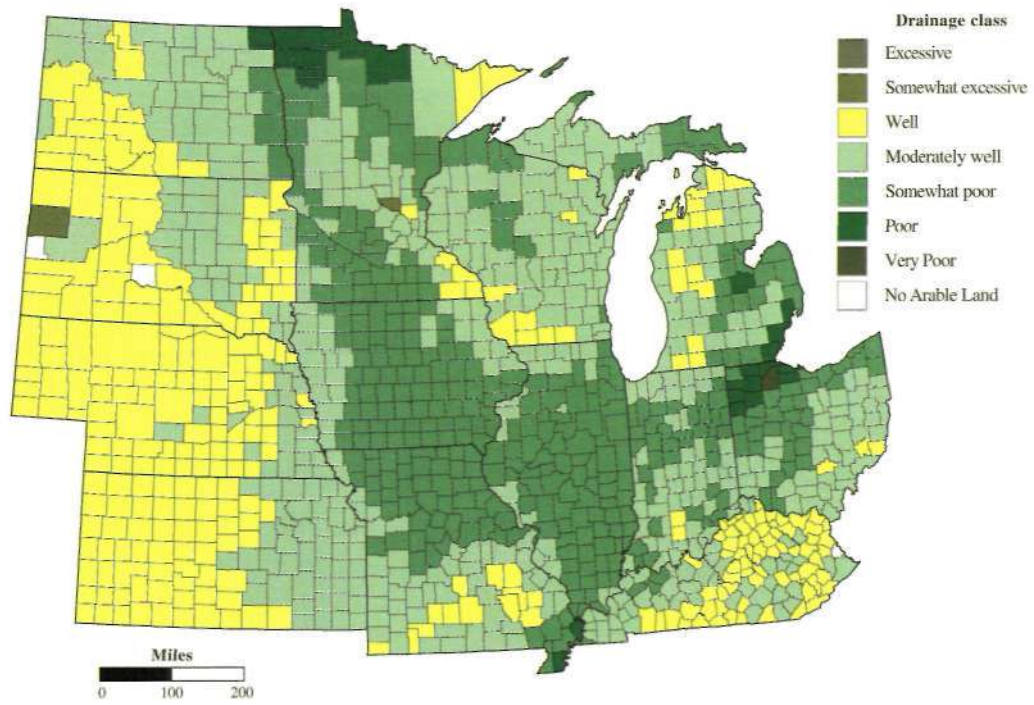 Drainage class
Excessive
Somewhat excessive
Well
Moderately well
Somewhat poor
Poor
Very Poor
No Arable Land
Miles
0 100 200